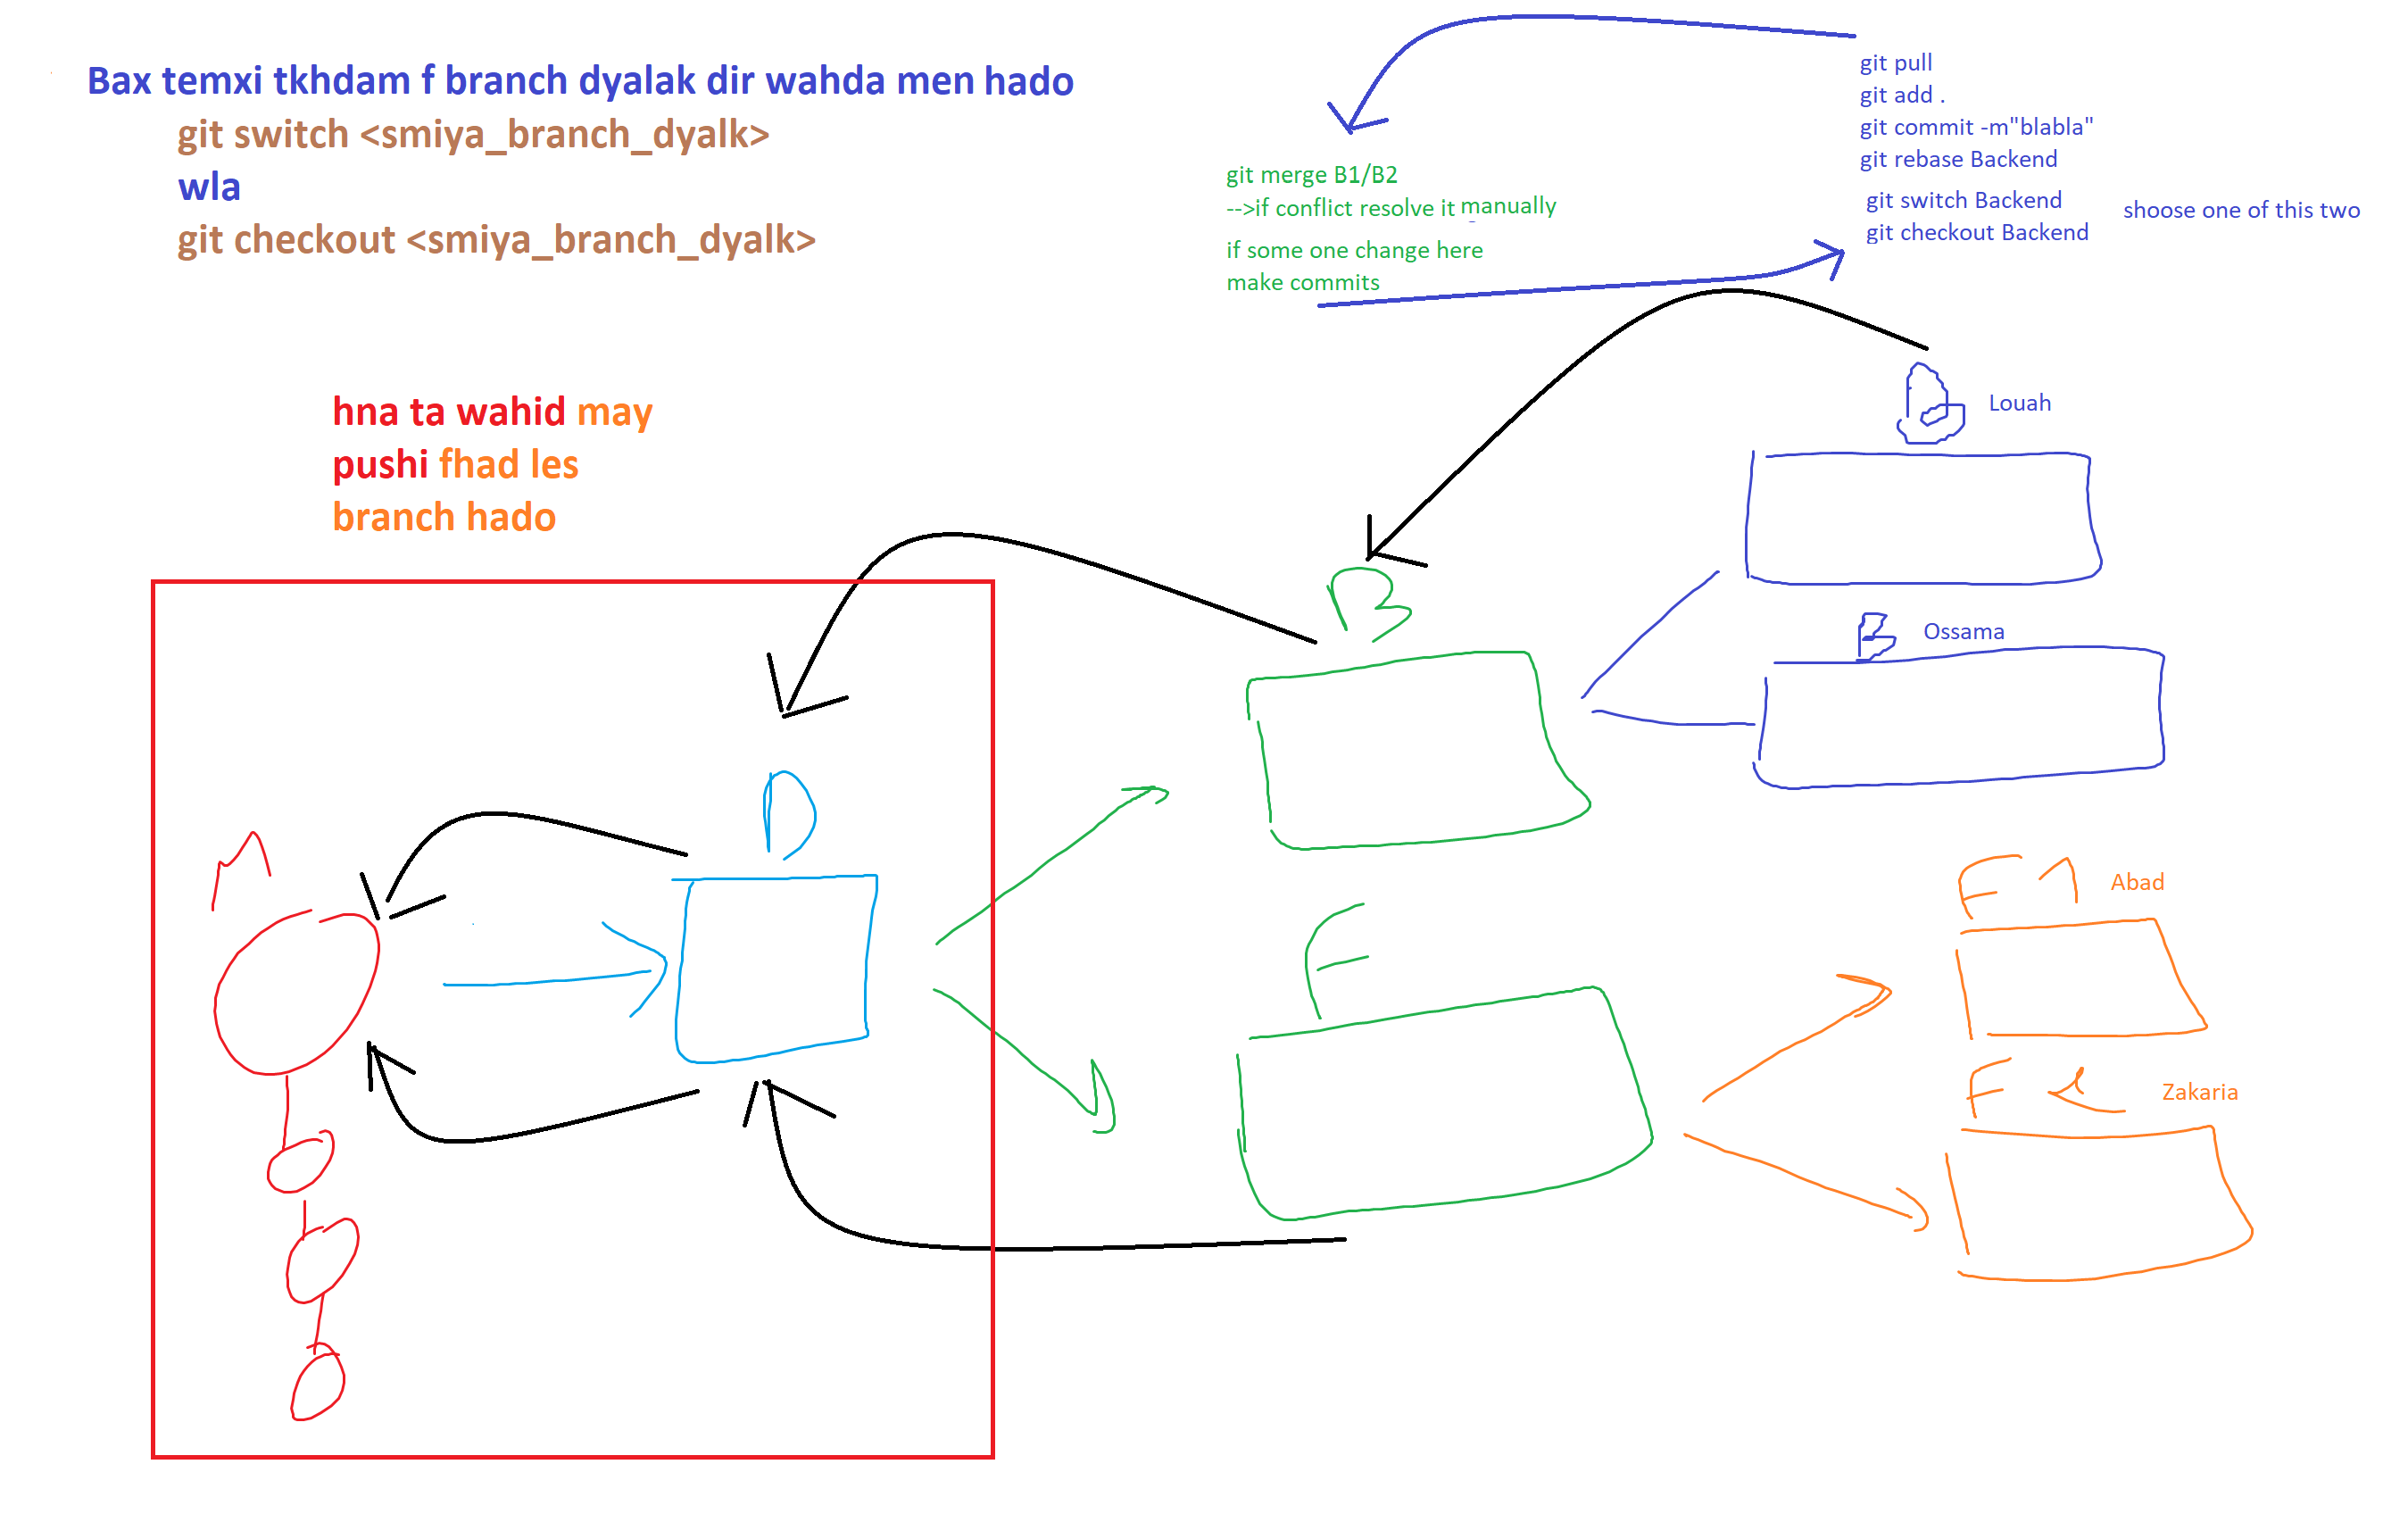 Bax temxi tkhdam f branch dyalak dir wahda men hado
git switch <smiya_branch_dyalk>
wla
git checkout <smiya_branch_dyalk>
git pull
git add .
git commit -m"blabla"
git rebase Backend
git switch Backend
git checkout Backend
shoose one of this two
git merge B1/B2
-->if conflict resolve it manually
if some one change here
make commits
hna ta wahid may
pushi fhad les
branch hado
Louah
B
B Ossama
D
M
F
F 1 Abad
F 2 Zakaria